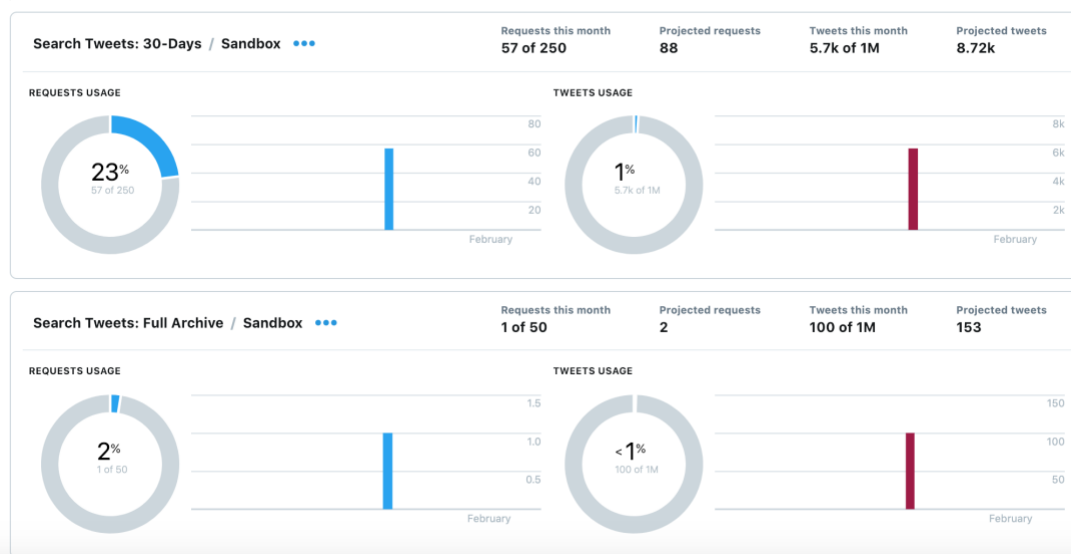 Search Tweets: 30-Days / Sandbox •••
Requests this month
57 of 250
Projected requests
88
Tweets this month
5.7k of 1M
Projected tweets
8.72k
REQUESTS USAGE
23%
57 of 250
80
60
40
20
February
TWEETS USAGE
1%
5.7k of 1M
8k
6k
4k
2k
February
Search Tweets: Full Archive / Sandbox •••
Requests this month
1 of 50
Projected requests
2
Tweets this month
100 of 1M
Projected tweets
153
REQUESTS USAGE
2%
1 of 50
1.5
1.0
0.5
February
TWEETS USAGE
<1%
100 of 1M
150
100
50
February